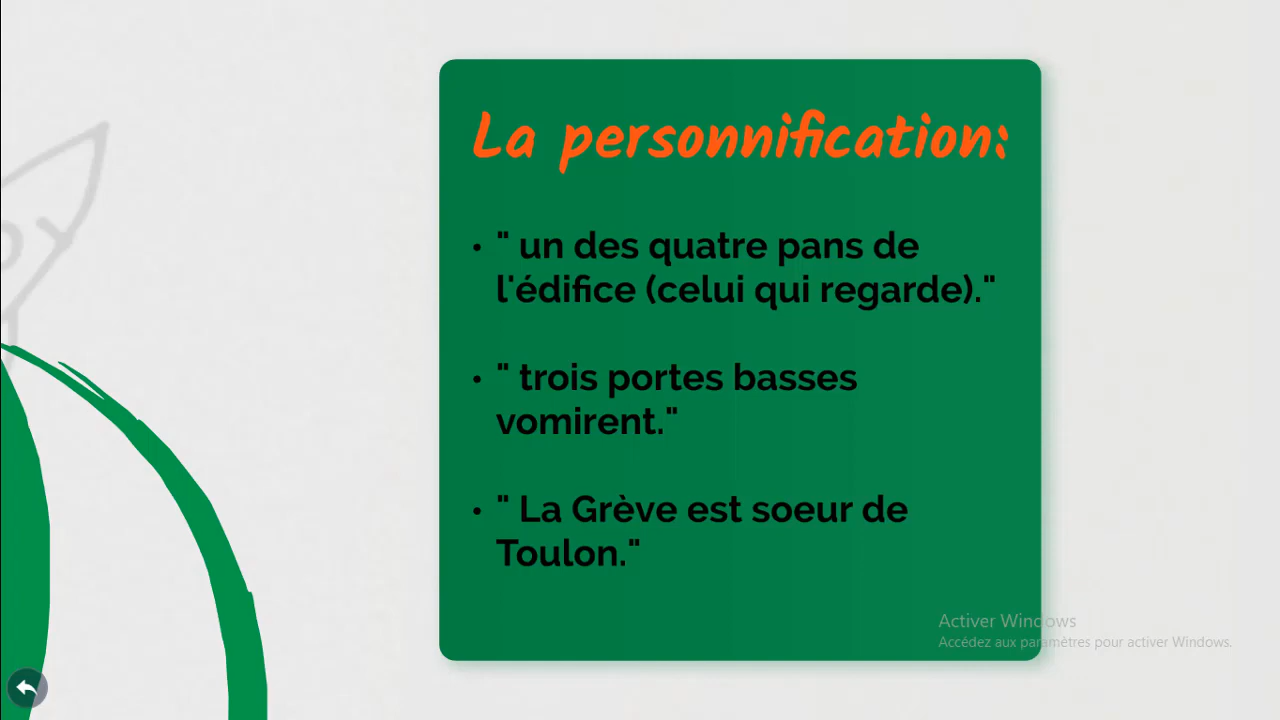 La personnification:
• " un des quatre pans de
l'édifice (celui qui regarde)."
• " trois portes basses
vomirent."
• " La Grève est soeur de
Toulon."
Activer Windows
Accédez aux paramètres pour activer Windows.